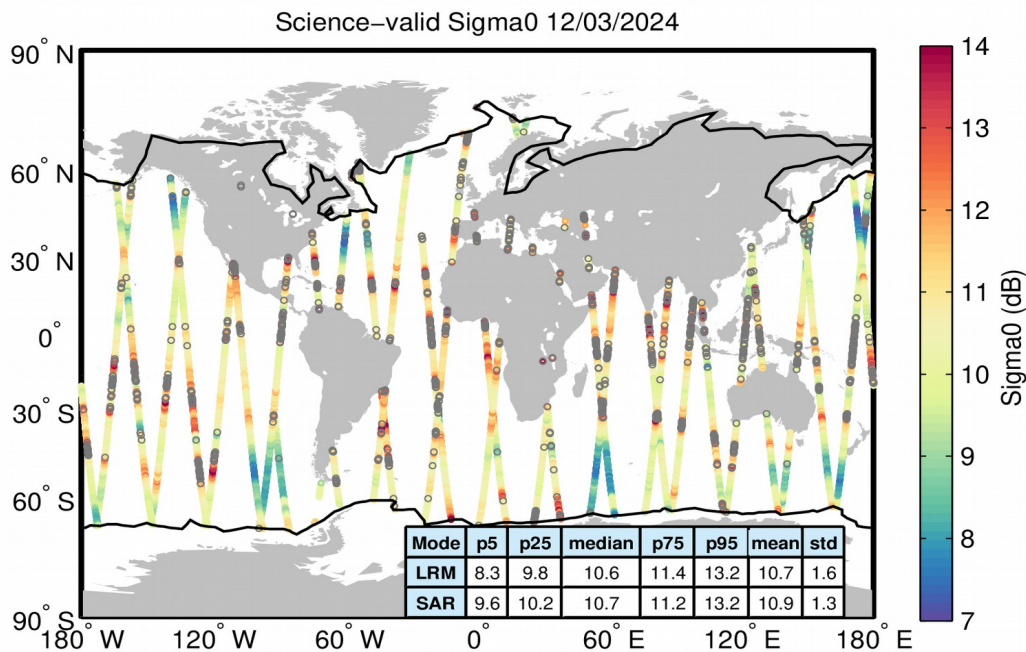 Science−valid Sigma0 12/03/2024
90° N
60° N
30° N
0°
30° S
60° S
90° S
180° W
120° W
60° W
0°
60° E
120° E
180° E
Mode p5 p25 median p75 p95 mean std
LRM 8.3 9.8 10.6 11.4 13.2 10.7 1.6
SAR 9.6 10.2 10.7 11.2 13.2 10.9 1.3
14
13
12
11
10
9
8
7
Sigma0 (dB)